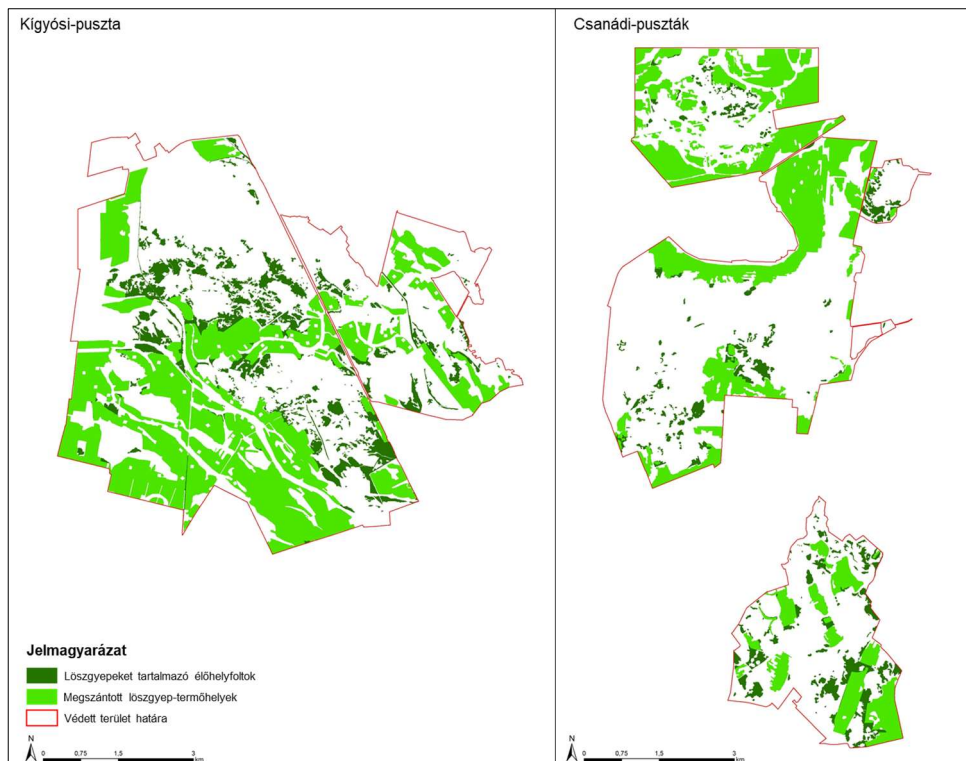 Kígyósi-puszta
Csanádi-puszták
Jelmagyarázat
Löszgyepeket tartalmazó élőhelyfoltok
Megszántott löszgyep-termőhelyek
Védett terület határa
N
0 0,75 1,5 3
km
N
0 0,75 1,5 3
km